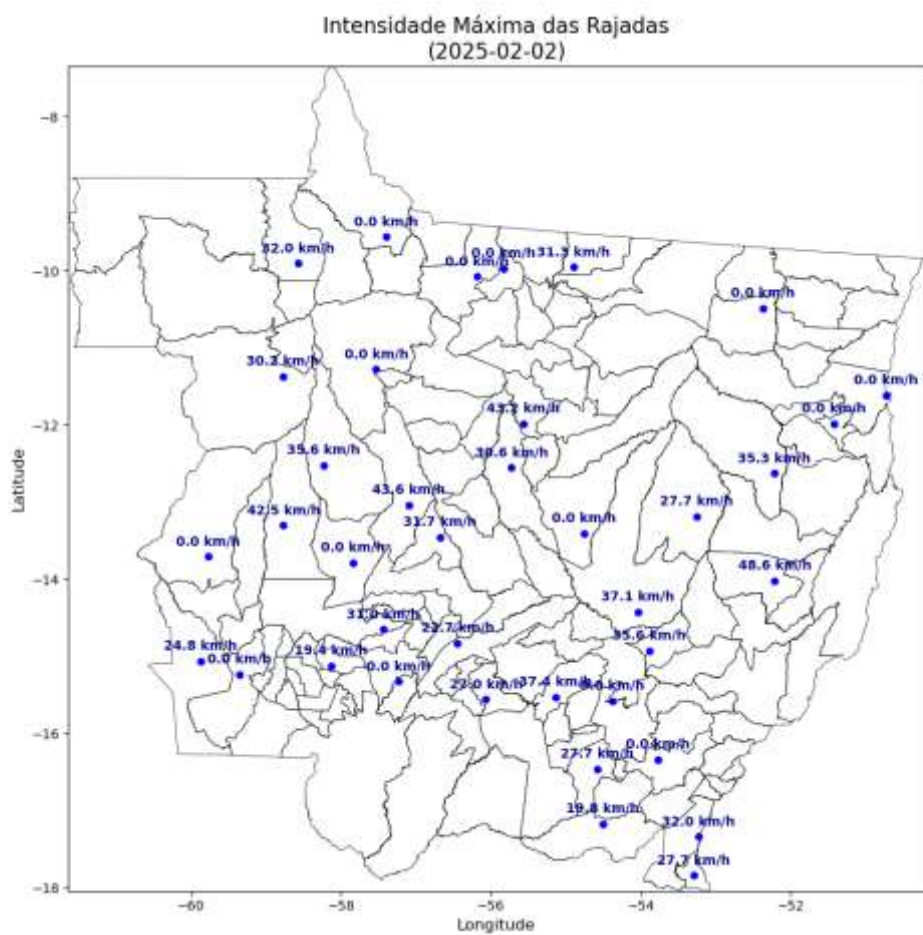 Intensidade Máxima das Rajadas
(2025-02-02)
−8
0.0 km/h
32.0 km/h
0.0 km/h
31.3 km/h
0.0 km/h
−10
0.0 km/h
30.2 km/h
0.0 km/h
0.0 km/h
43.2 km/h
0.0 km/h
−12
35.6 km/h
30.6 km/h
35.3 km/h
43.6 km/h
27.7 km/h
42.5 km/h
31.7 km/h
0.0 km/h
0.0 km/h
0.0 km/h
48.6 km/h
−14
37.1 km/h
31.0 km/h
22.7 km/h
35.6 km/h
24.8 km/h
0.0 km/h
19.4 km/h
0.0 km/h
37.4 km/h
−16
0.0 km/h
27.7 km/h
19.8 km/h
32.0 km/h
27.7 km/h
−18
−60
−58
−56
−54
−52
Longitude
Latitude